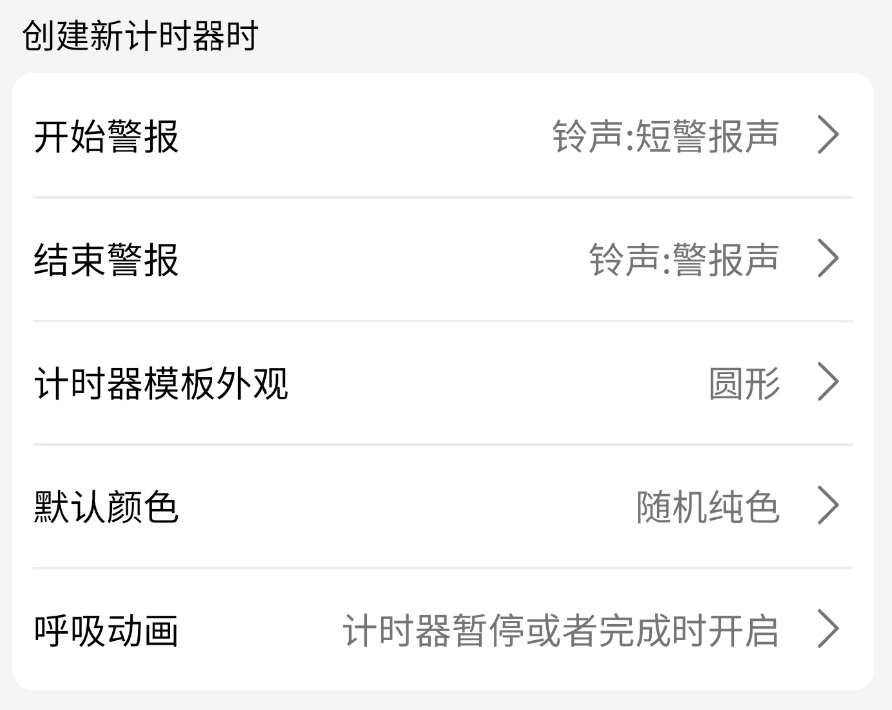 创建新计时器时
开始警报 铃声:短警报声
结束警报 铃声:警报声
计时器模板外观 圆形
默认颜色 随机纯色
呼吸动画 计时器暂停或者完成时开启